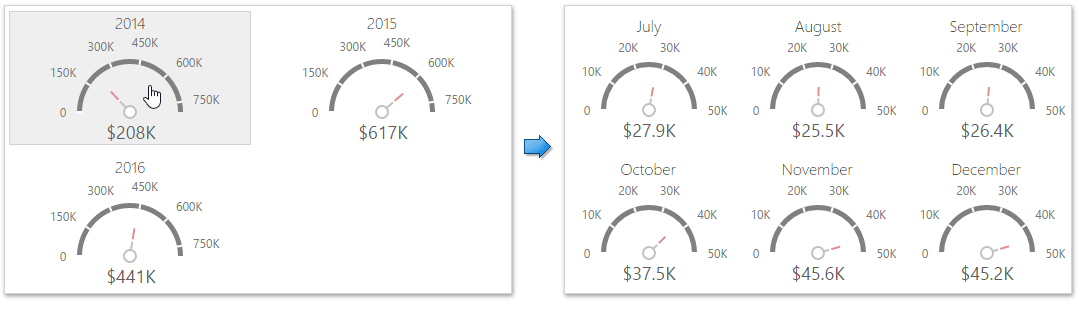 2014
0
150K
300K
450K
600K
750K
$208K
2015
0
150K
300K
450K
600K
750K
$617K
2016
0
150K
300K
450K
600K
750K
$441K
July
0
10K
20K
30K
40K
50K
$27.9K
August
0
10K
20K
30K
40K
50K
$25.5K
September
0
10K
20K
30K
40K
50K
$26.4K
October
0
10K
20K
30K
40K
50K
$37.5K
November
0
10K
20K
30K
40K
50K
$45.6K
December
0
10K
20K
30K
40K
50K
$45.2K